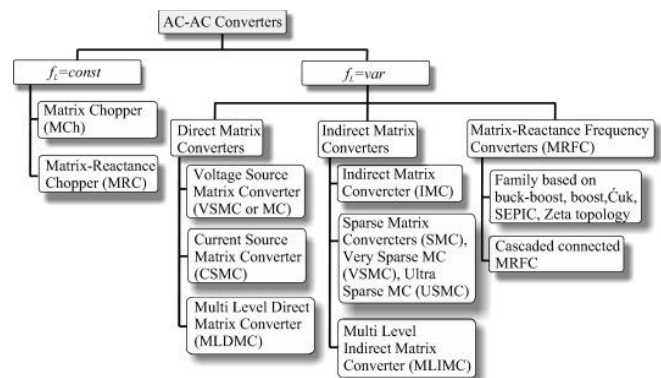 AC-AC Converters
f_L=const
f_L=var
Matrix Chopper
(MCh)
Matrix-Reactance
Chopper (MRC)
Direct Matrix
Converters
Voltage Source
Matrix Converter
(VSMC or MC)
Current Source
Matrix Converter
(CSMC)
Multi Level Direct
Matrix Converter
(MLDMC)
Indirect Matrix
Converters
Indirect Matrix
Convercter (IMC)
Sparse Matrix
Convercters (SMC),
Very Sparse MC
(VSMC), Ultra
Sparse MC (USMC)
Multi Level
Indirect Matrix
Converter (MLIMC)
Matrix-Reactance Frequency
Converters (MRFC)
Family based on
buck-boost, boost,Ćuk,
SEPIC, Zeta topology
Cascaded connected
MRFC